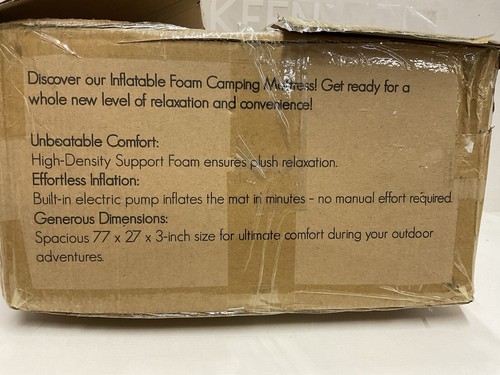 KEEN
Discover our Inflatable Foam Camping Mattress! Get ready for a
whole new level of relaxation and convenience!
Unbeatable Comfort:
High-Density Support Foam ensures plush relaxation.
Effortless Inflation:
Built-in electric pump inflates the mat in minutes - no manual effort required.
Generous Dimensions:
Spacious 77 x 27 x 3-inch size for ultimate comfort during your outdoor
adventures.